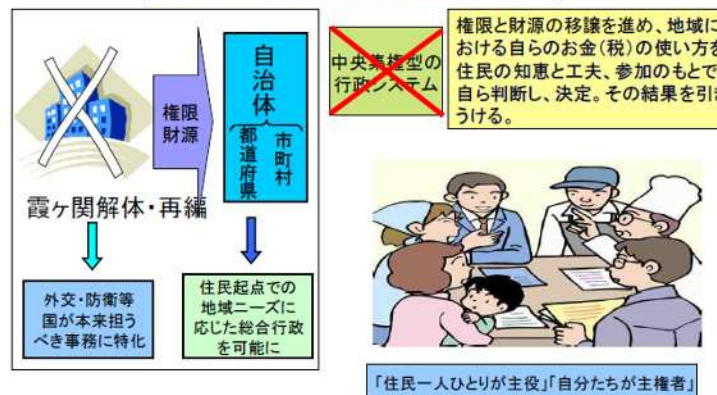 権限
財源
自治体
都道府県
市町村
霞ヶ関解体・再編
外交・防衛等
国が本来担う
べき事務に特化
住民起点での
地域ニーズに
応じた総合行政
を可能に
中央集権型の
行政システム
権限と財源の移譲を進め、地域に
おける自らのお金(税)の使い方を
住民の知恵と工夫、参加のもとで
自ら判断し、決定。その結果を引き
うける。
「住民一人ひとりが主役」「自分たちが主権者」